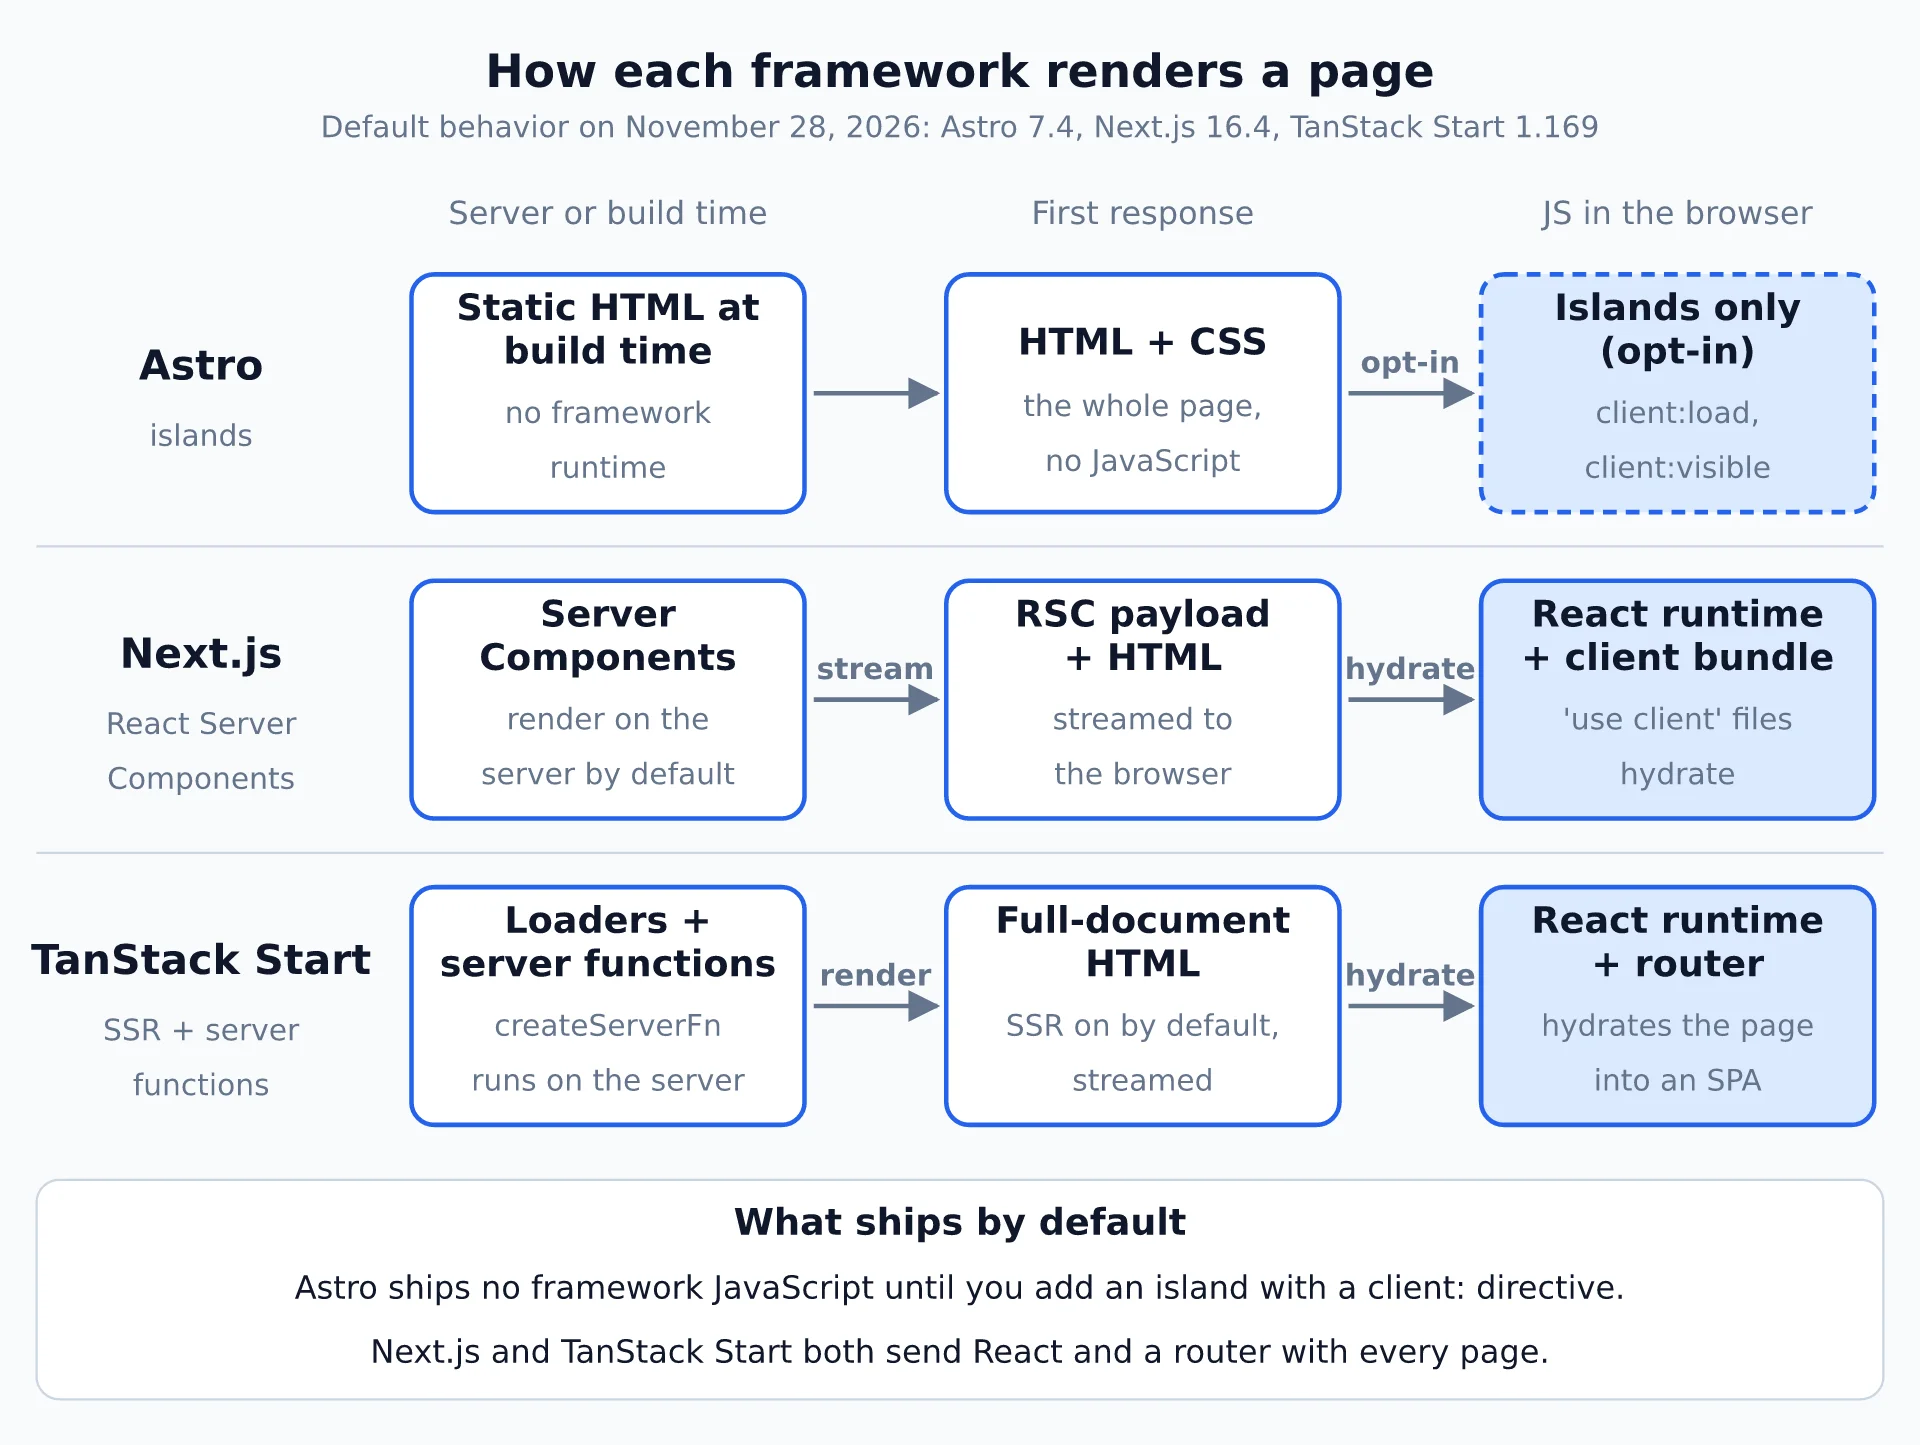 How each framework renders a page
Default behavior on November 28, 2026: Astro 7.4, Next.js 16.4, TanStack Start 1.169
Server or build time
First response
JS in the browser
Astro
islands
Static HTML at
build time
no framework
runtime
HTML + CSS
the whole page,
no JavaScript
opt-in
Islands only
(opt-in)
client:load,
client:visible
Next.js
React Server
Components
Server
Components
render on the
server by default
stream
RSC payload
+ HTML
streamed to
the browser
hydrate
React runtime
+ client bundle
'use client' files
hydrate
TanStack Start
SSR + server
functions
Loaders +
server functions
createServerFn
runs on the server
render
Full-document
HTML
SSR on by default,
streamed
hydrate
React runtime
+ router
hydrates the page
into an SPA
What ships by default
Astro ships no framework JavaScript until you add an island with a client: directive.
Next.js and TanStack Start both send React and a router with every page.